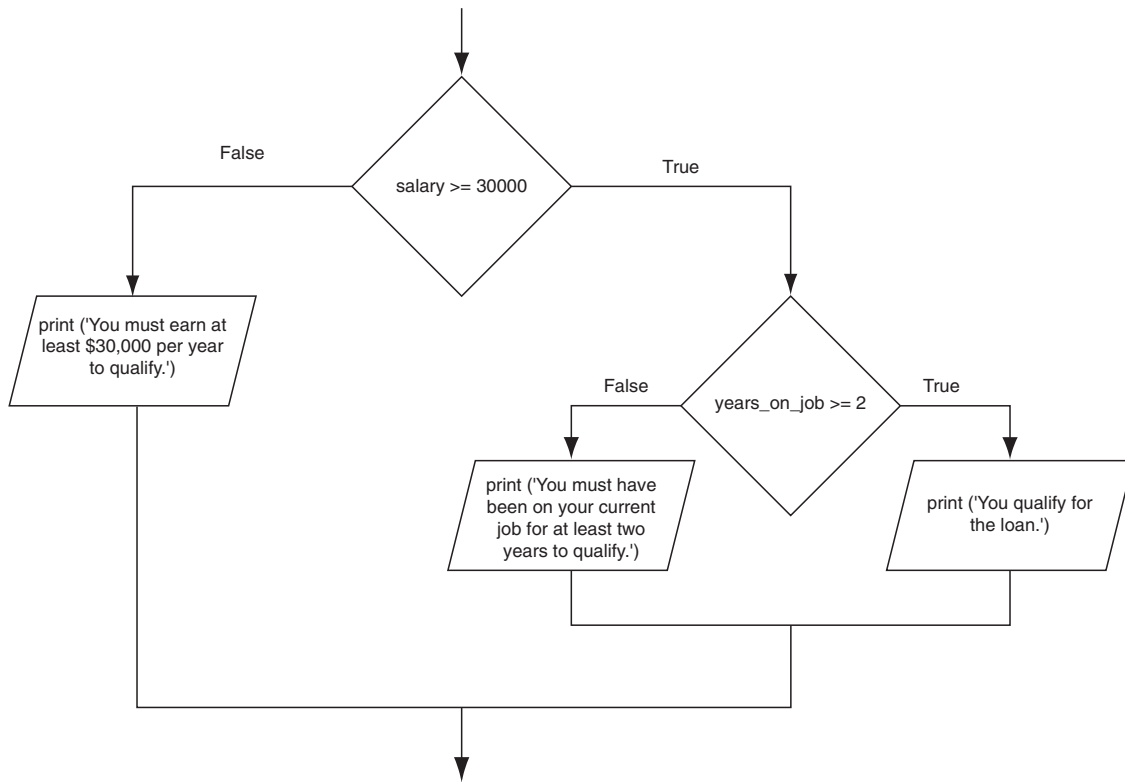 False
True
salary >= 30000
print ('You must earn at
least $30,000 per year
to qualify.')
False
True
years_on_job >= 2
print ('You must have
been on your current
job for at least two
years to qualify.')
print ('You qualify for
the loan.')